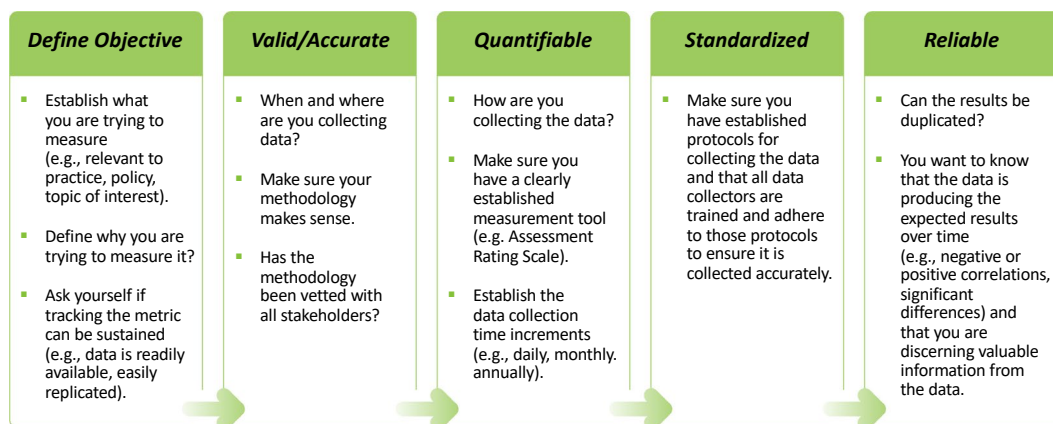 Define Objective
▪ Establish what
you are trying to
measure
(e.g., relevant to
practice, policy,
topic of interest).
▪ Define why you are
trying to measure it?
▪ Ask yourself if
tracking the metric
can be sustained
(e.g., data is readily
available, easily
replicated).
Valid/Accurate
▪ When and where
are you collecting
data?
▪ Make sure your
methodology
makes sense.
▪ Has the
methodology
been vetted with
all stakeholders?
Quantifiable
▪ How are you
collecting the data?
▪ Make sure you
have a clearly
established
measurement tool
(e.g. Assessment
Rating Scale).
▪ Establish the
data collection
time increments
(e.g., daily, monthly.
annually).
Standardized
▪ Make sure you
have established
protocols for
collecting the data
and that all data
collectors are
trained and adhere
to those protocols
to ensure it is
collected accurately.
Reliable
▪ Can the results be
duplicated?
▪ You want to know
that the data is
producing the
expected results
over time
(e.g., negative or
positive correlations,
significant
differences) and
that you are
discerning valuable
information from
the data.